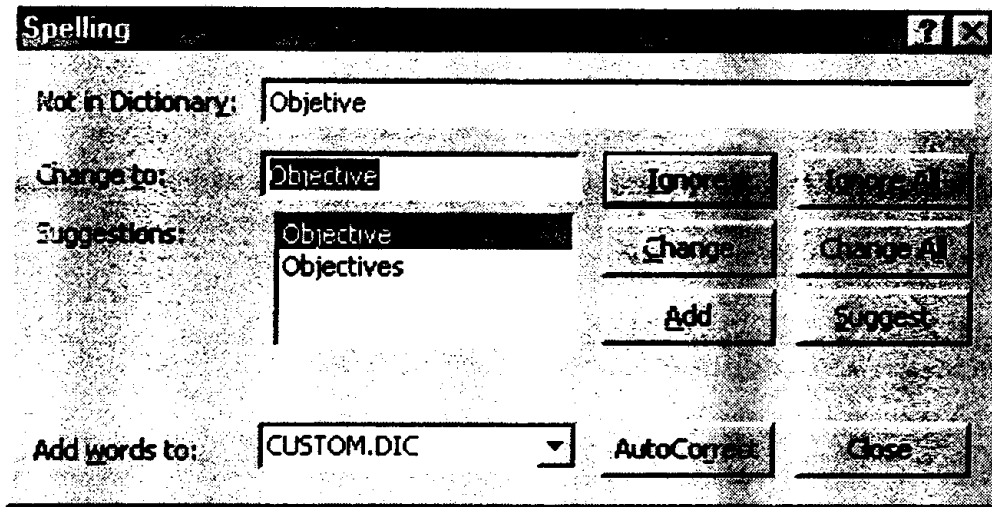 Spelling
Not in Dictionary: Objetive
Change to: Objective Ignore Ignore All
Suggestions: Objective Change Change All
Objectives
Add Suggest
Add words to: CUSTOM.DIC AutoCorrect Close